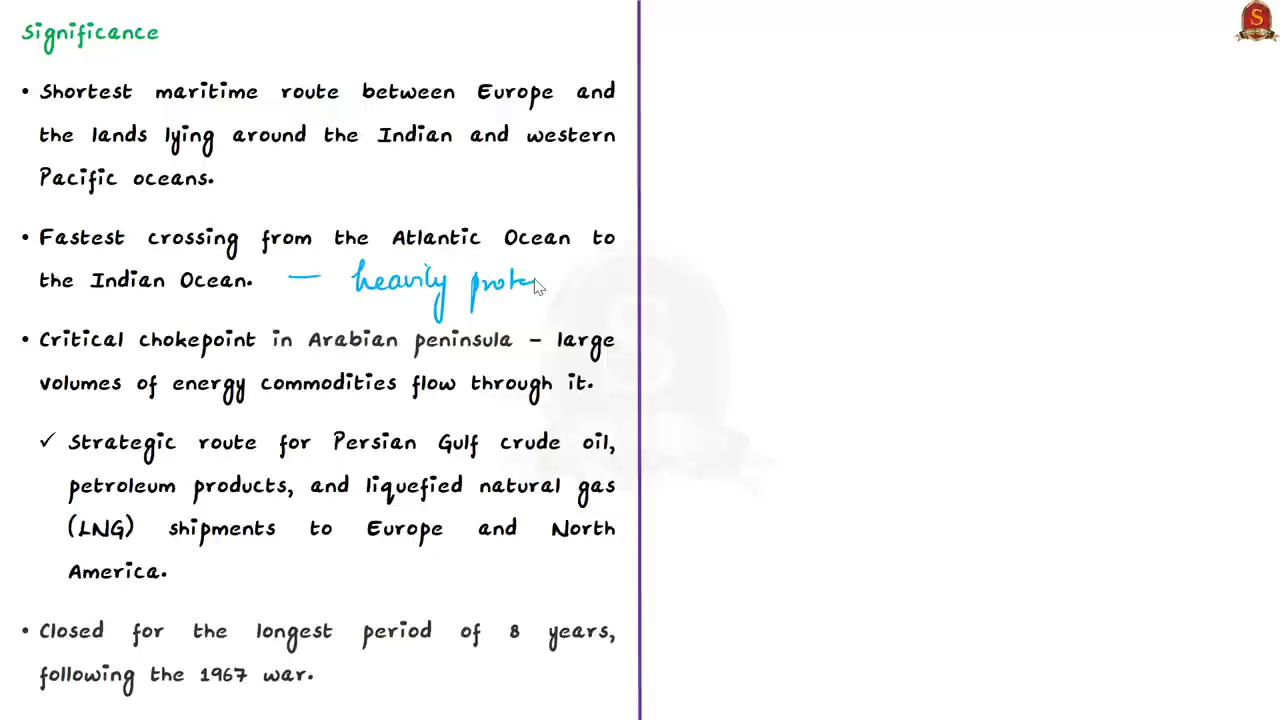 Significance
• Shortest maritime route between Europe and
the lands lying around the Indian and western
Pacific oceans.
• Fastest crossing from the Atlantic Ocean to
the Indian Ocean. — heavily prote
• Critical chokepoint in Arabian peninsula – large
volumes of energy commodities flow through it.
✓ Strategic route for Persian Gulf crude oil,
petroleum products, and liquefied natural gas
(LNG) shipments to Europe and North
America.
• Closed for the longest period of 8 years,
following the 1967 war.
S